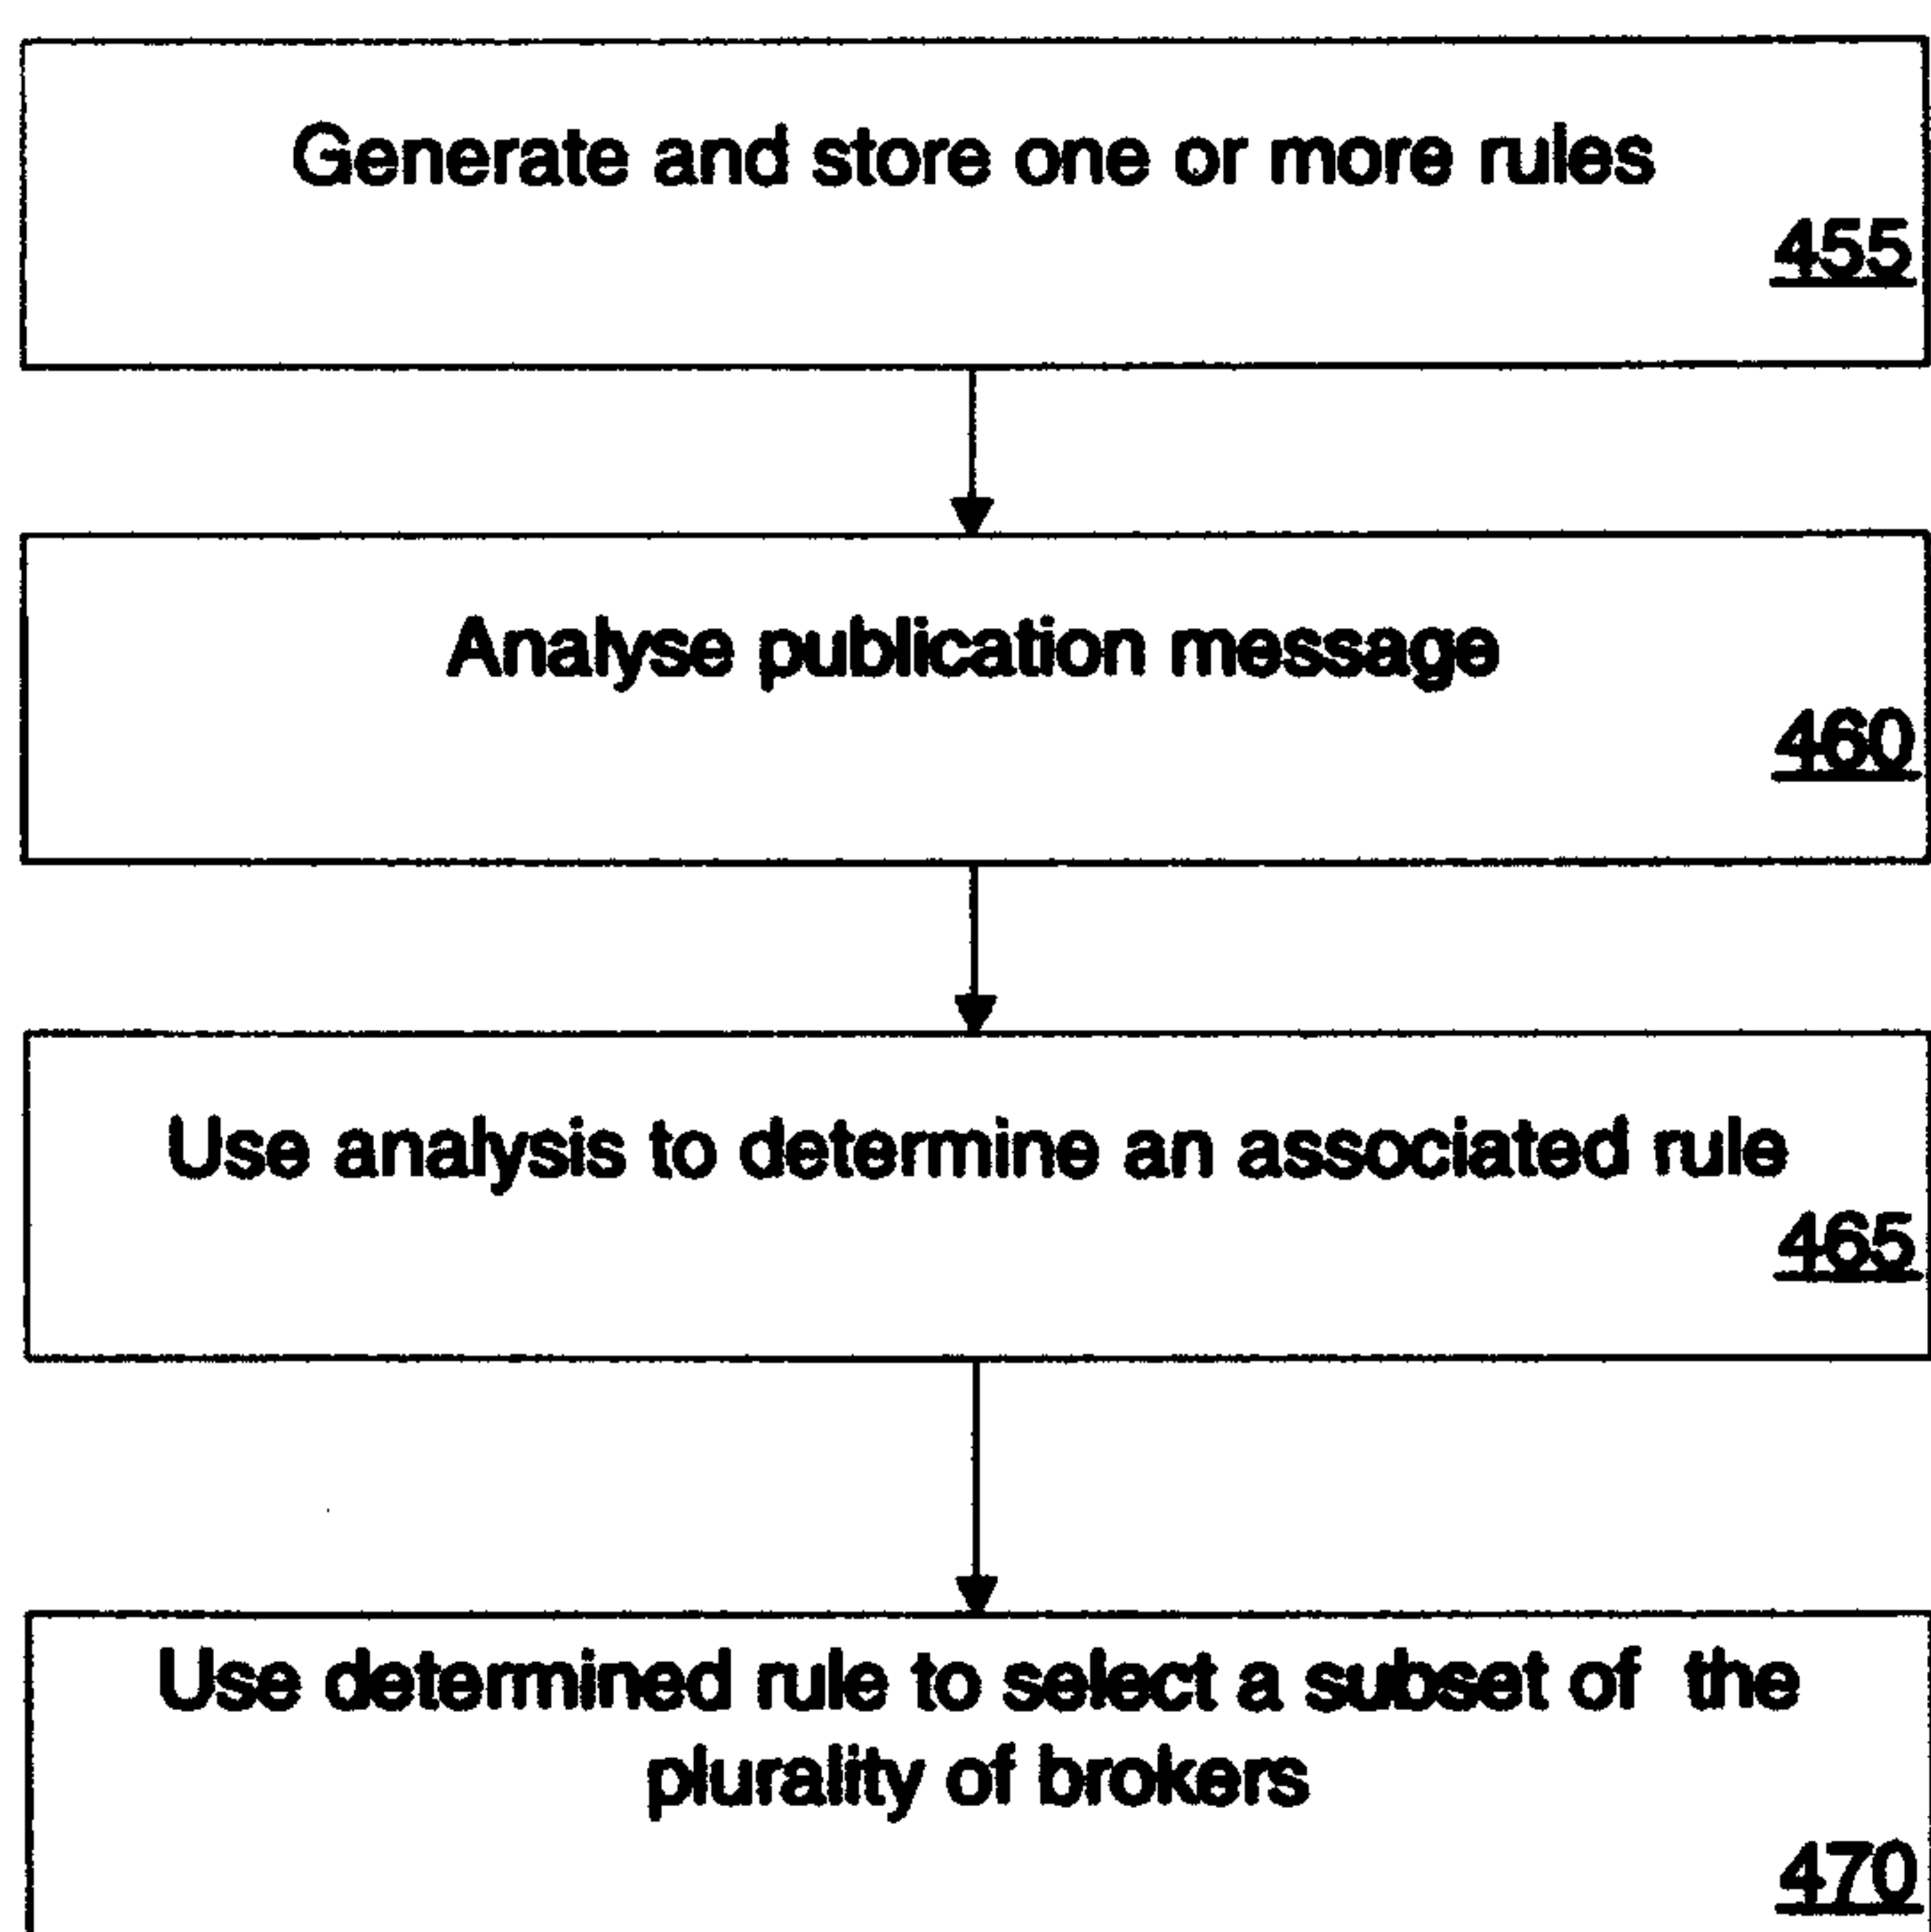 Generate and store one or more rules
455
Analyse publication message
460
Use analysis to determine an associated rule
465
Use determined rule to select a subset of the
plurality of brokers
470